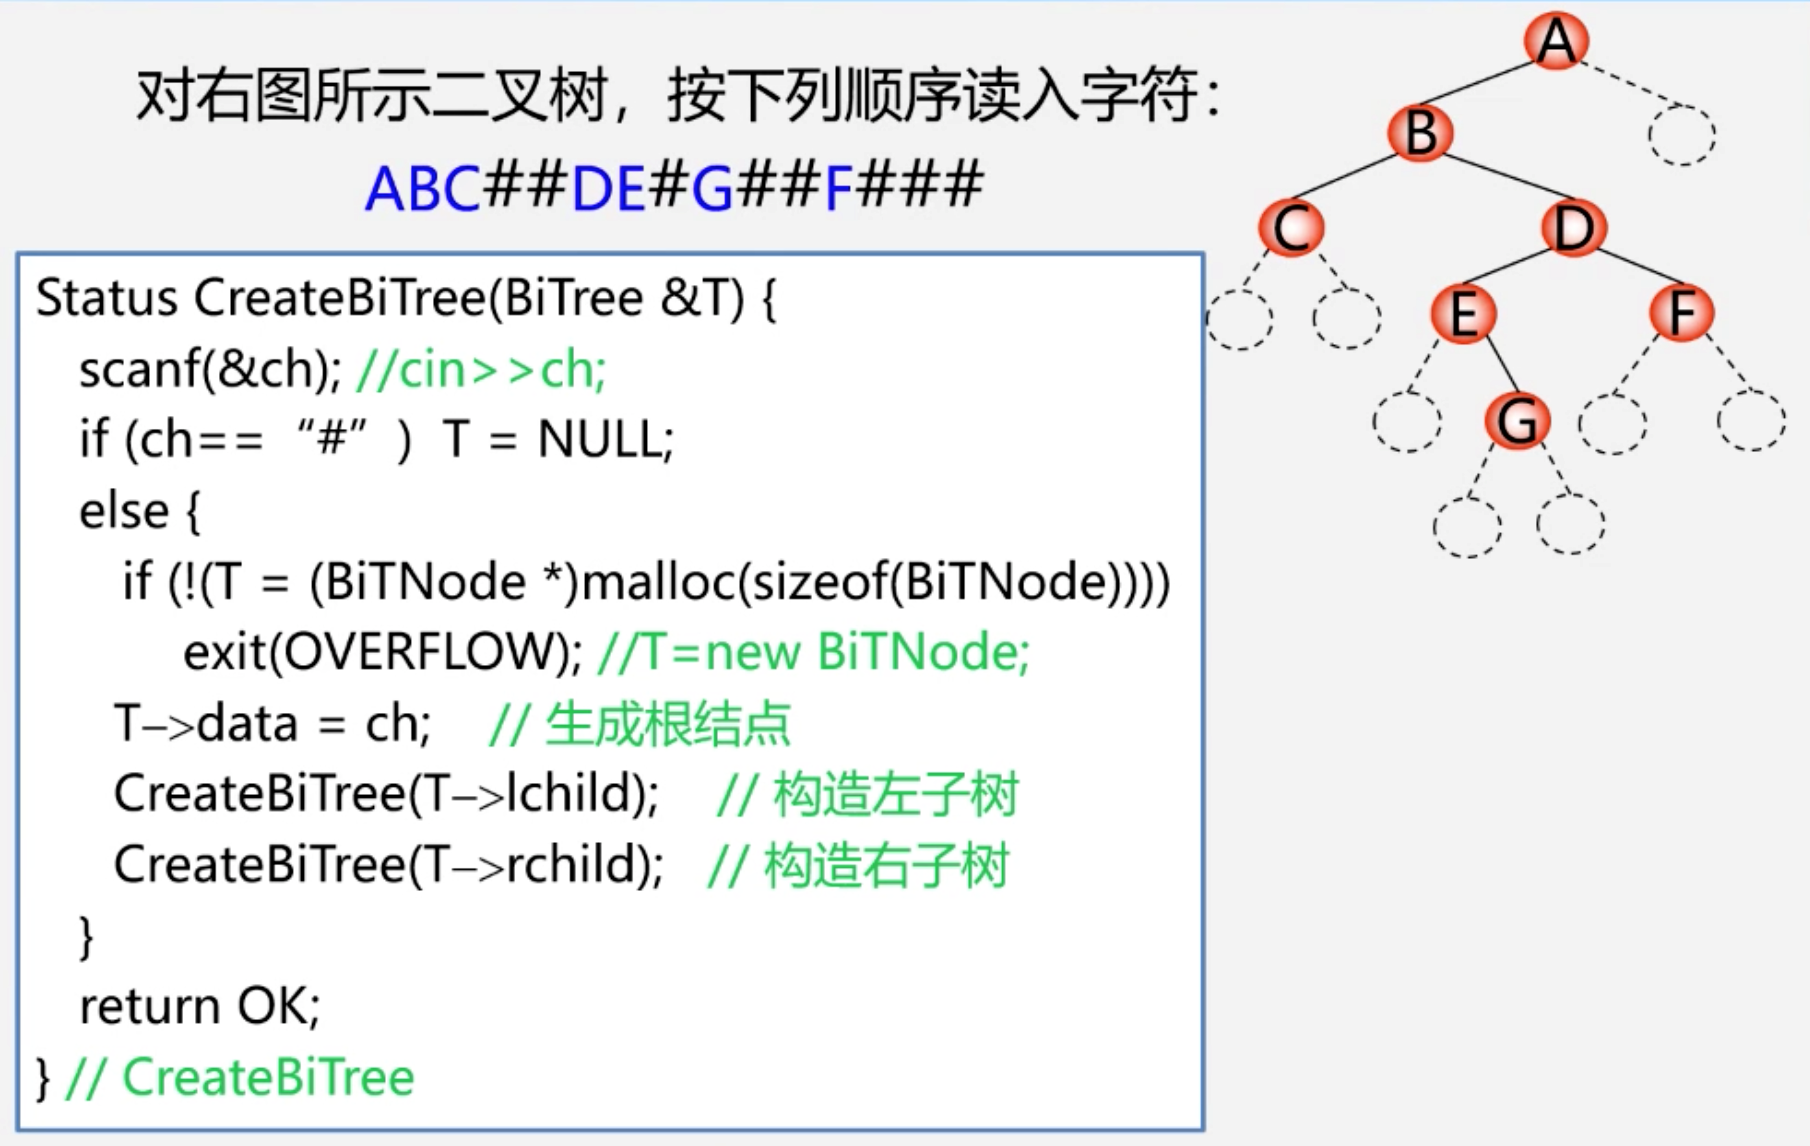 对右图所示二叉树，按下列顺序读入字符：
ABC##DE#G##F###
Status CreateBiTree(BiTree &T) {
scanf(&ch); //cin>>ch;
if (ch== “#” ) T = NULL;
else {
if (!(T = (BiTNode *)malloc(sizeof(BiTNode))))
exit(OVERFLOW); //T=new BiTNode;
T–>data = ch; // 生成根结点
CreateBiTree(T–>lchild); // 构造左子树
CreateBiTree(T–>rchild); // 构造右子树
}
return OK;
} // CreateBiTree
A
B
C
D
E
F
G